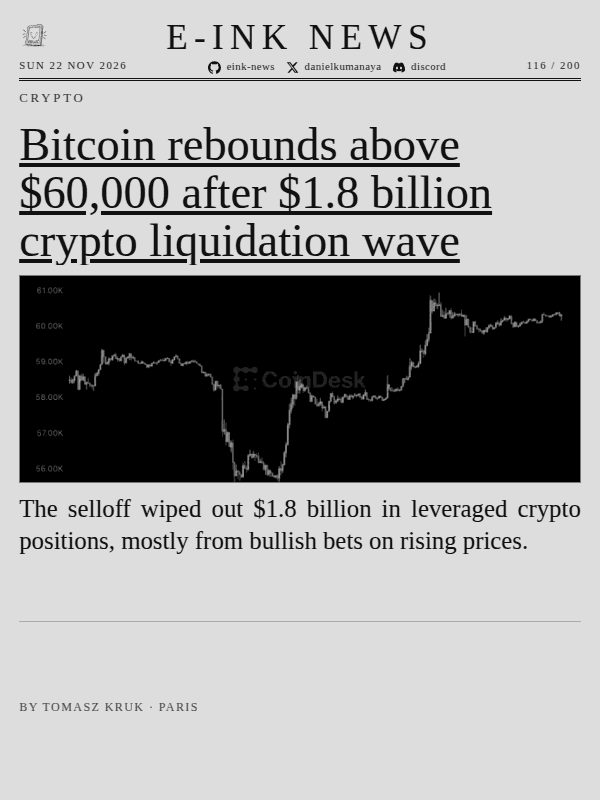 E-INK NEWS
SUN 22 NOV 2026
eink-news
danielkumanaya
discord
116 / 200
CRYPTO
Bitcoin rebounds above
$60,000 after $1.8 billion
crypto liquidation wave
61.00K
60.00K
59.00K
58.00K
57.00K
56.00K
CoinDesk
The selloff wiped out $1.8 billion in leveraged crypto
positions, mostly from bullish bets on rising prices.
BY TOMASZ KRUK · PARIS